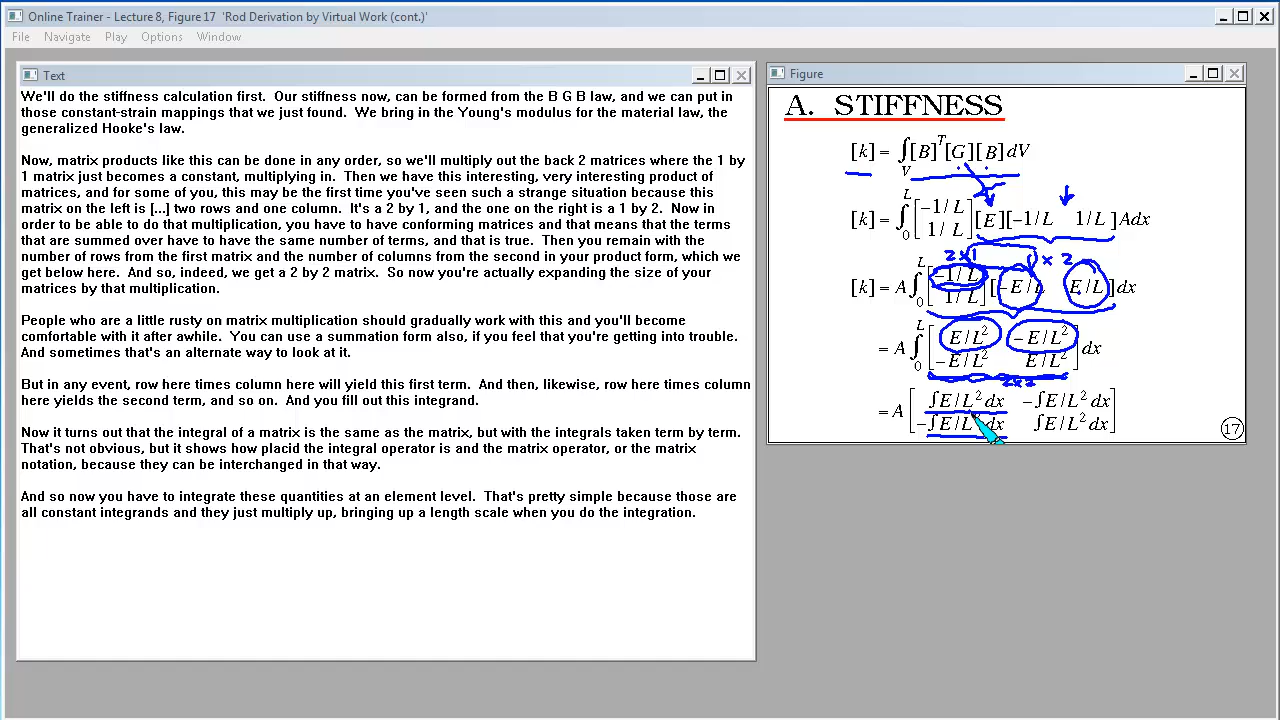 Online Trainer - Lecture 8, Figure 17 'Rod Derivation by Virtual Work (cont.)'
File Navigate Play Options Window
Text
We'll do the stiffness calculation first. Our stiffness now, can be formed from the B G B law, and we can put in
those constant-strain mappings that we just found. We bring in the Young's modulus for the material law, the
generalized Hooke's law.
Now, matrix products like this can be done in any order, so we'll multiply out the back 2 matrices where the 1 by
1 matrix just becomes a constant, multiplying in. Then we have this interesting, very interesting product of
matrices, and for some of you, this may be the first time you've seen such a strange situation because this
matrix on the left is [...] two rows and one column. It's a 2 by 1, and the one on the right is a 1 by 2. Now in
order to be able to do that multiplication, you have to have conforming matrices and that means that the terms
that are summed over have to have the same number of terms, and that is true. Then you remain with the
number of rows from the first matrix and the number of columns from the second in your product form, which we
get below here. And so, indeed, we get a 2 by 2 matrix. So now you're actually expanding the size of your
matrices by that multiplication.
People who are a little rusty on matrix multiplication should gradually work with this and you'll become
comfortable with it after awhile. You can use a summation form also, if you feel that you're getting into trouble.
And sometimes that's an alternate way to look at it.
But in any event, row here times column here will yield this first term. And then, likewise, row here times column
here yields the second term, and so on. And you fill out this integrand.
Now it turns out that the integral of a matrix is the same as the matrix, but with the integrals taken term by term.
That's not obvious, but it shows how placid the integral operator is and the matrix operator, or the matrix
notation, because they can be interchanged in that way.
And so now you have to integrate these quantities at an element level. That's pretty simple because those are
all constant integrands and they just multiply up, bringing up a length scale when you do the integration.
Figure
A. STIFFNESS
[k] = ∫V [B]^T [G] [B] dV
[k] = ∫0^L [−1/L
1/L] [E] [−1/L 1/L] A dx
2 x 1 1 x 2
[k] = A ∫0^L [−1/L
1/L] [−E/L E/L] dx
= A ∫0^L [E/L² −E/L²
−E/L² E/L²] dx
2x2
= A [∫E/L² dx −∫E/L² dx
−∫E/L² dx ∫E/L² dx]
17